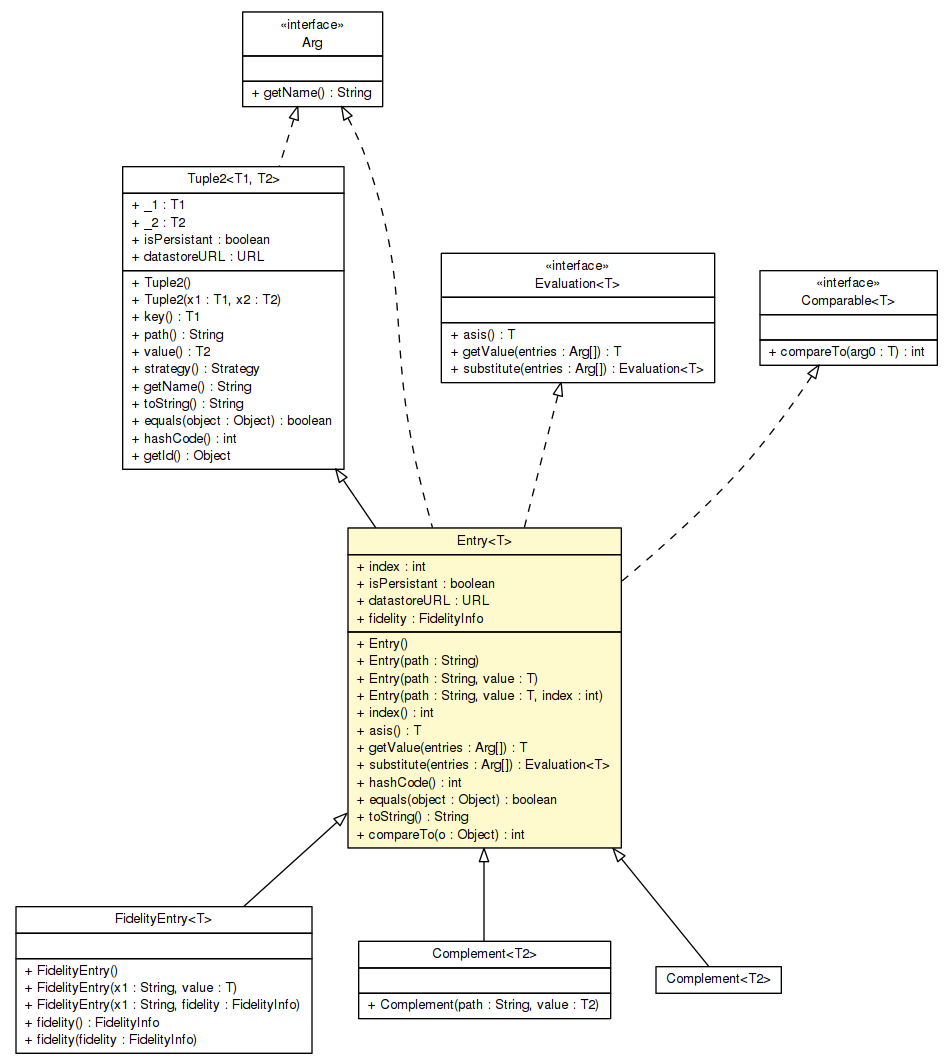 «interface»
Arg
+ getName() : String
Tuple2<T1, T2>
+ _1 : T1
+ _2 : T2
+ isPersistant : boolean
+ datastoreURL : URL
+ Tuple2()
+ Tuple2(x1 : T1, x2 : T2)
+ key() : T1
+ path() : String
+ value() : T2
+ strategy() : Strategy
+ getName() : String
+ toString() : String
+ equals(object : Object) : boolean
+ hashCode() : int
+ getId() : Object
«interface»
Evaluation<T>
+ asis() : T
+ getValue(entries : Arg[]) : T
+ substitute(entries : Arg[]) : Evaluation<T>
«interface»
Comparable<T>
+ compareTo(arg0 : T) : int
Entry<T>
+ index : int
+ isPersistant : boolean
+ datastoreURL : URL
+ fidelity : FidelityInfo
+ Entry()
+ Entry(path : String)
+ Entry(path : String, value : T)
+ Entry(path : String, value : T, index : int)
+ index() : int
+ asis() : T
+ getValue(entries : Arg[]) : T
+ substitute(entries : Arg[]) : Evaluation<T>
+ hashCode() : int
+ equals(object : Object) : boolean
+ toString() : String
+ compareTo(o : Object) : int
FidelityEntry<T>
+ FidelityEntry()
+ FidelityEntry(x1 : String, value : T)
+ FidelityEntry(x1 : String, fidelity : FidelityInfo)
+ fidelity() : FidelityInfo
+ fidelity(fidelity : FidelityInfo)
Complement<T2>
+ Complement(path : String, value : T2)
Complement<T2>